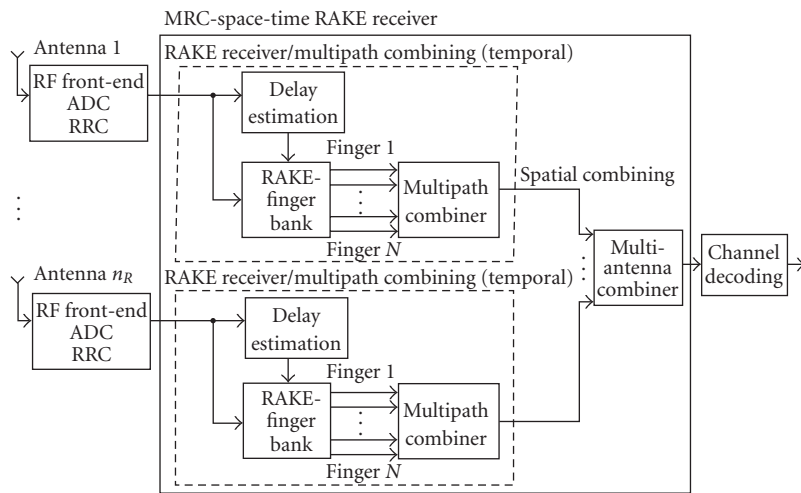 MRC-space-time RAKE receiver
Antenna 1
RF front-end
ADC
RRC
RAKE receiver/multipath combining (temporal)
Delay
estimation
Finger 1
RAKE-
finger
bank
Multipath
combiner
Finger N
Spatial combining
Multi-
antenna
combiner
Channel
decoding
Antenna nR
RF front-end
ADC
RRC
RAKE receiver/multipath combining (temporal)
Delay
estimation
Finger 1
RAKE-
finger
bank
Multipath
combiner
Finger N